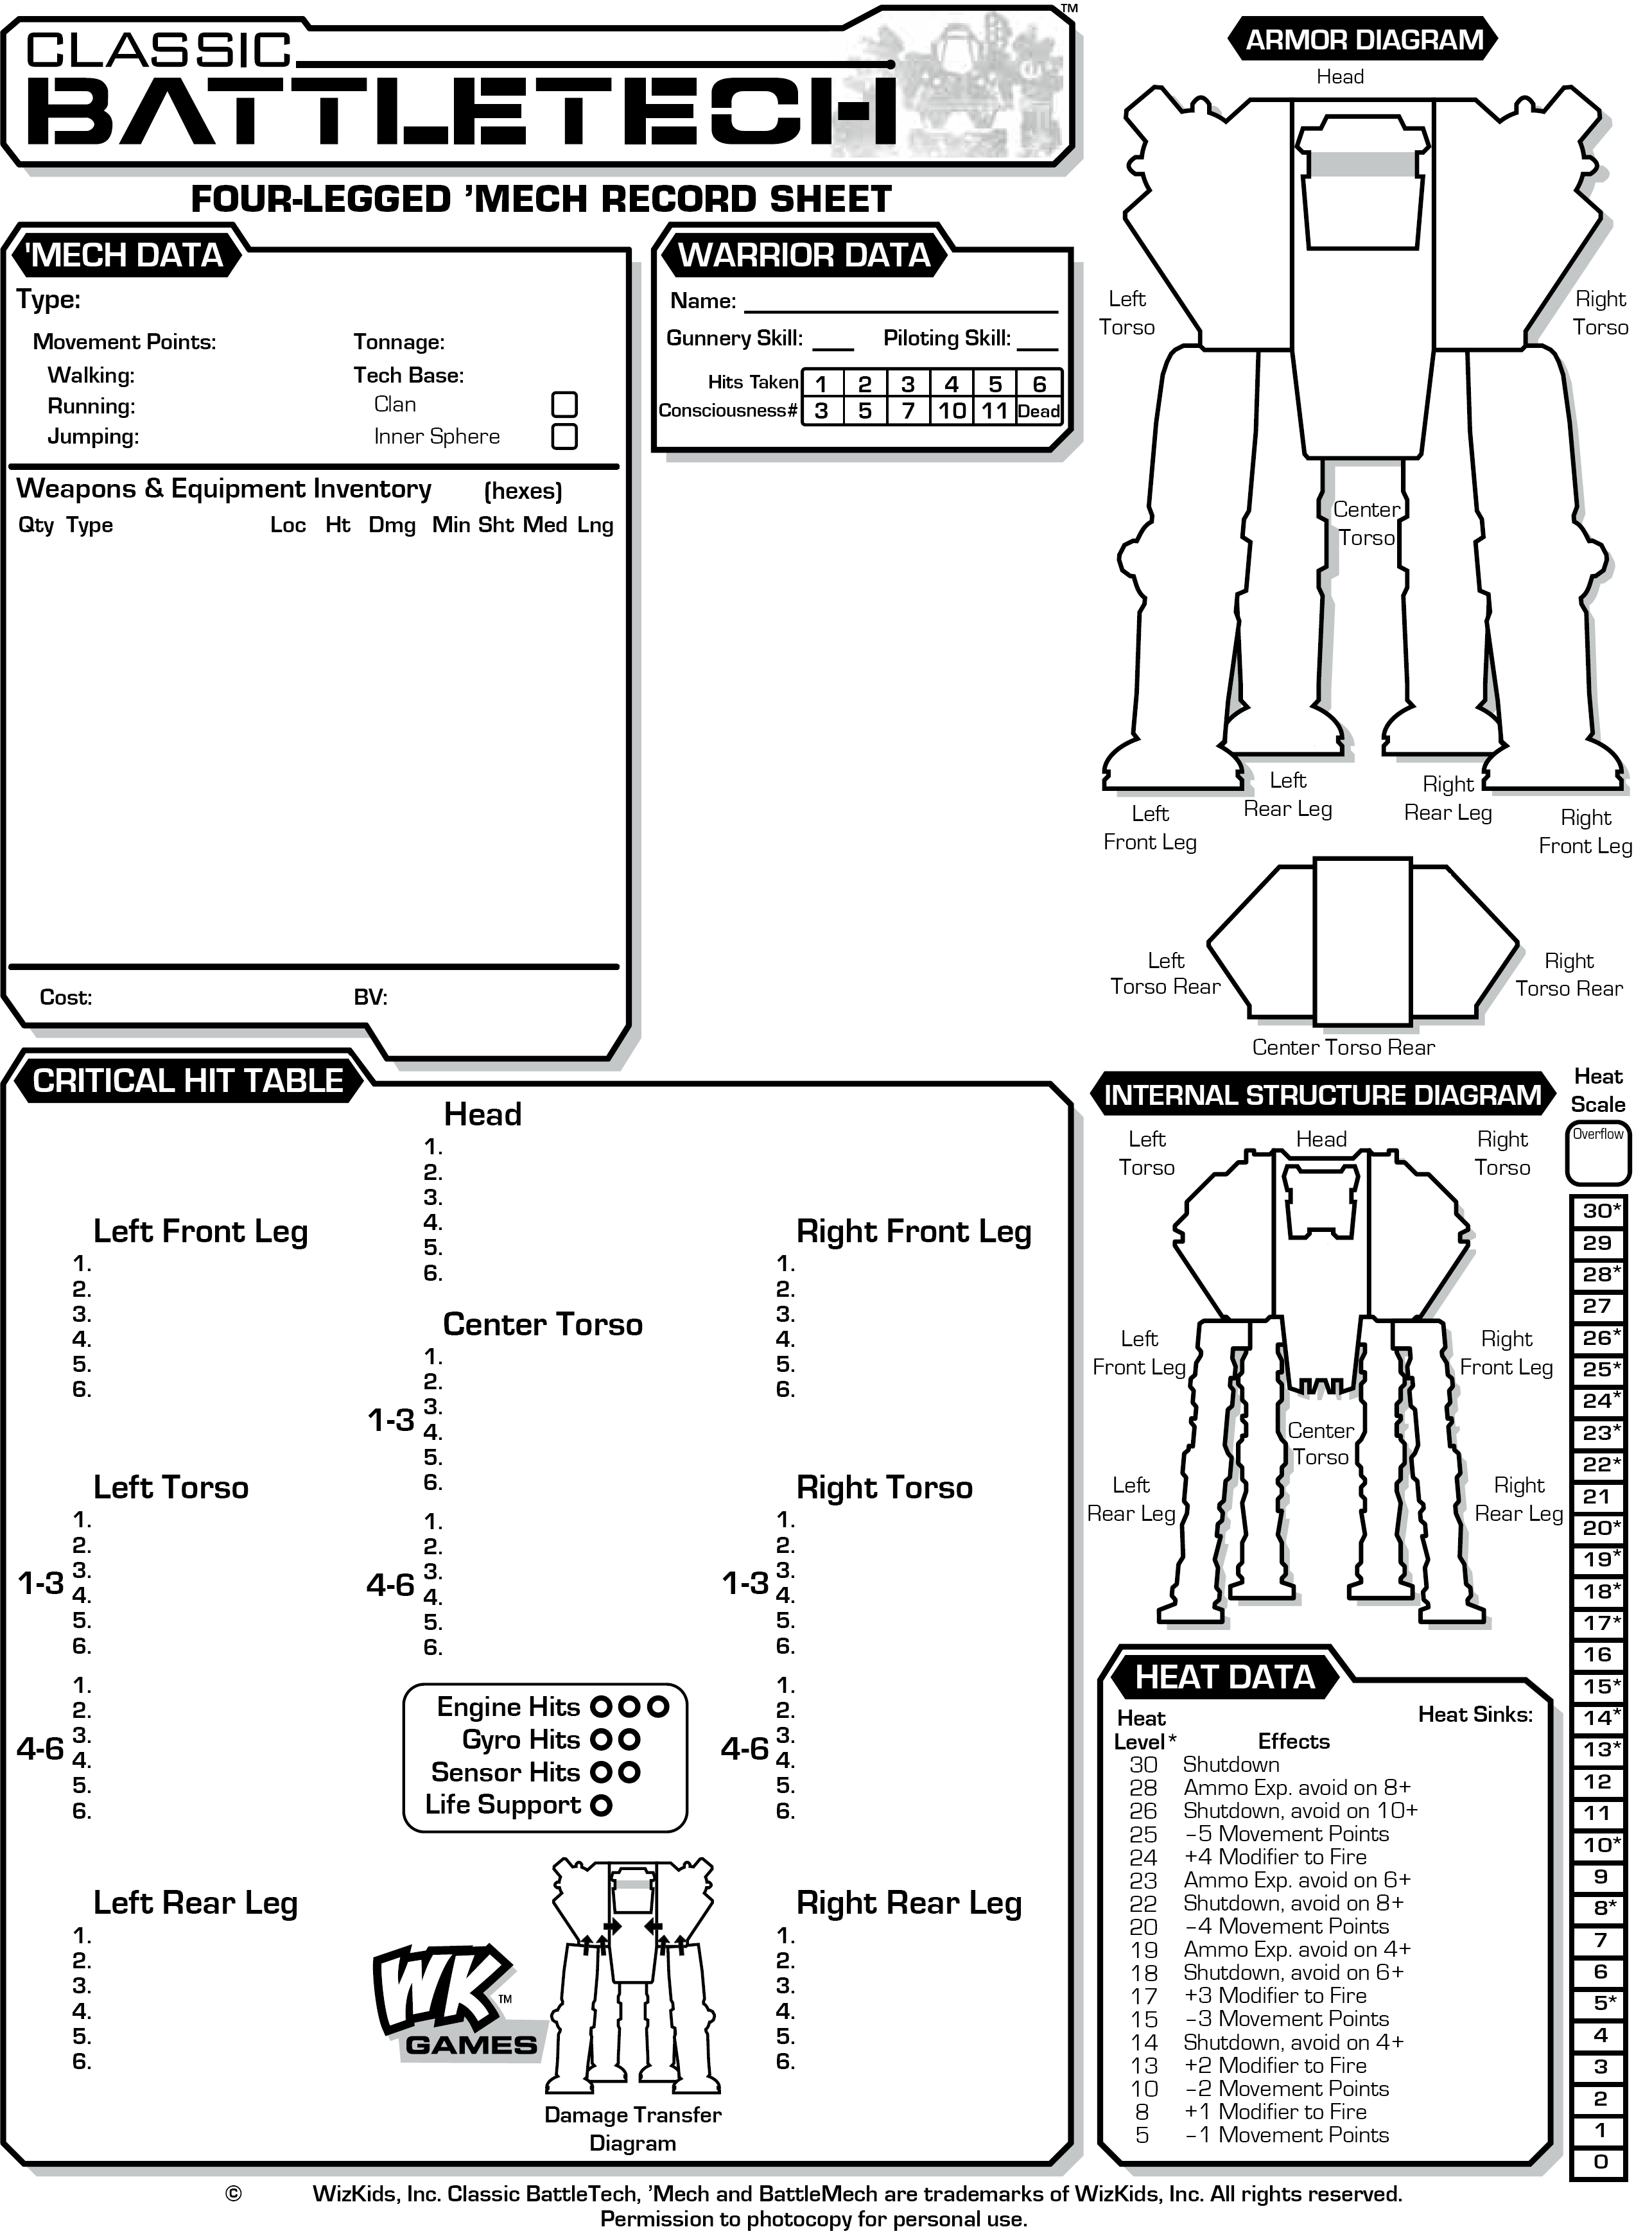 CLASSIC
BATTLETECH
™
FOUR-LEGGED ’MECH RECORD SHEET
'MECH DATA
Type:
Movement Points: Tonnage:
Walking: Tech Base:
Running: Clan
Jumping: Inner Sphere
Weapons & Equipment Inventory (hexes)
Qty Type Loc Ht Dmg Min Sht Med Lng
Cost: BV:
WARRIOR DATA
Name:
Gunnery Skill: Piloting Skill:
Hits Taken 1 2 3 4 5 6
Consciousness# 3 5 7 10 11 Dead
ARMOR DIAGRAM
Head
Left
Torso
Right
Torso
Center
Torso
Left
Rear Leg
Right
Rear Leg
Left
Front Leg
Right
Front Leg
Left
Torso Rear
Right
Torso Rear
Center Torso Rear
CRITICAL HIT TABLE
Head
1.
2.
3.
4.
5.
6.
Left Front Leg
1.
2.
3.
4.
5.
6.
Right Front Leg
1.
2.
3.
4.
5.
6.
Center Torso
1-3
1.
2.
3.
4.
5.
6.
4-6
1.
2.
3.
4.
5.
6.
Left Torso
1-3
1.
2.
3.
4.
5.
6.
4-6
1.
2.
3.
4.
5.
6.
Right Torso
1-3
1.
2.
3.
4.
5.
6.
4-6
1.
2.
3.
4.
5.
6.
Engine Hits
Gyro Hits
Sensor Hits
Life Support
Left Rear Leg
1.
2.
3.
4.
5.
6.
Right Rear Leg
1.
2.
3.
4.
5.
6.
WK ™
GAMES
Damage Transfer
Diagram
INTERNAL STRUCTURE DIAGRAM
Left
Torso
Head
Right
Torso
Left
Front Leg
Right
Front Leg
Center
Torso
Left
Rear Leg
Right
Rear Leg
HEAT DATA
Heat Sinks:
Heat
Level* Effects
30 Shutdown
28 Ammo Exp. avoid on 8+
26 Shutdown, avoid on 10+
25 –5 Movement Points
24 +4 Modifier to Fire
23 Ammo Exp. avoid on 6+
22 Shutdown, avoid on 8+
20 –4 Movement Points
19 Ammo Exp. avoid on 4+
18 Shutdown, avoid on 6+
17 +3 Modifier to Fire
15 –3 Movement Points
14 Shutdown, avoid on 4+
13 +2 Modifier to Fire
10 –2 Movement Points
8 +1 Modifier to Fire
5 –1 Movement Points
Heat
Scale
Overflow
30*
29
28*
27
26*
25*
24*
23*
22*
21
20*
19*
18*
17*
16
15*
14*
13*
12
11
10*
9
8*
7
6
5*
4
3
2
1
0
© WizKids, Inc. Classic BattleTech, ’Mech and BattleMech are trademarks of WizKids, Inc. All rights reserved.
Permission to photocopy for personal use.